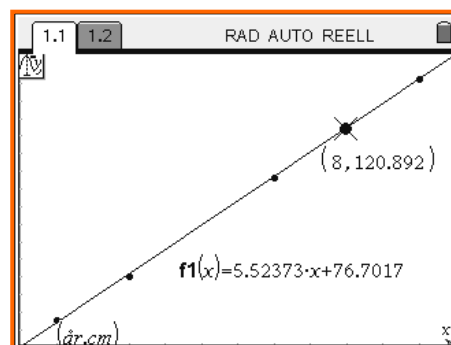 1.1 1.2 RAD AUTO REELL
y
(8,120.892)
f1(x)=5.52373·x+76.7017
(år,cm)
x